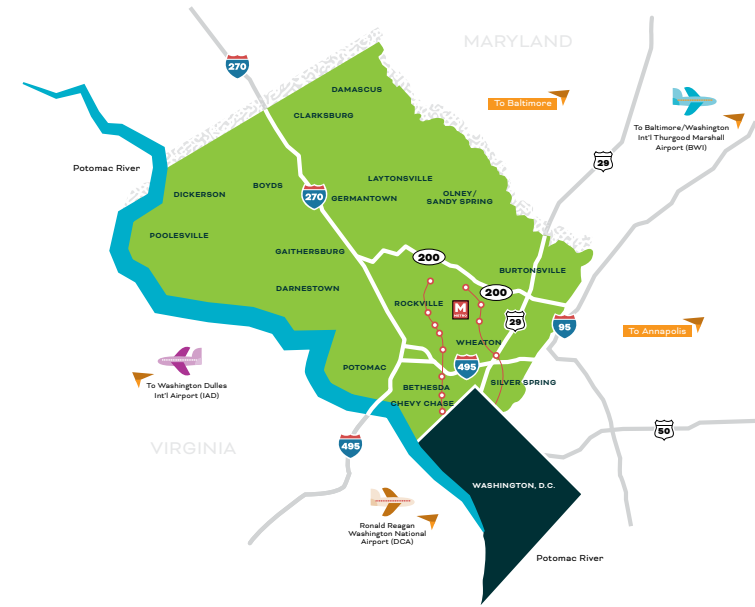 MARYLAND
270
DAMASCUS
To Baltimore
CLARKSBURG
To Baltimore/Washington
Int'l Thurgood Marshall
Airport (BWI)
29
Potomac River
LAYTONSVILLE
BOYDS
DICKERSON
270
GERMANTOWN
OLNEY/
SANDY SPRING
POOLESVILLE
GAITHERSBURG
200
BURTONSVILLE
DARNESTOWN
200
ROCKVILLE
M
METRO
29
95
To Annapolis
WHEATON
POTOMAC
495
To Washington Dulles
Int'l Airport (IAD)
BETHESDA
SILVER SPRING
CHEVY CHASE
50
VIRGINIA
495
WASHINGTON, D.C.
Ronald Reagan
Washington National
Airport (DCA)
Potomac River